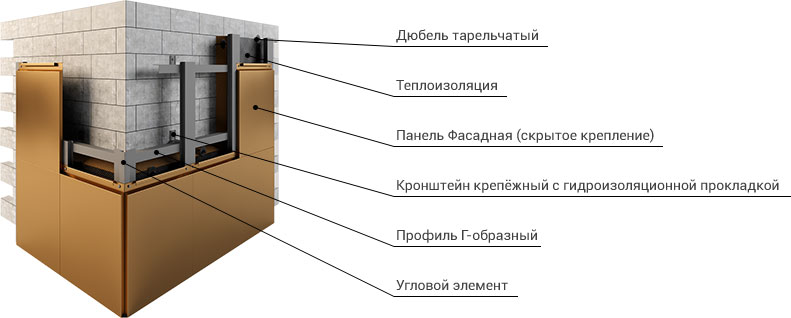 Дюбель тарельчатый
Теплоизоляция
Панель Фасадная (скрытое крепление)
Кронштейн крепёжный с гидроизоляционной прокладкой
Профиль Г-образный
Угловой элемент